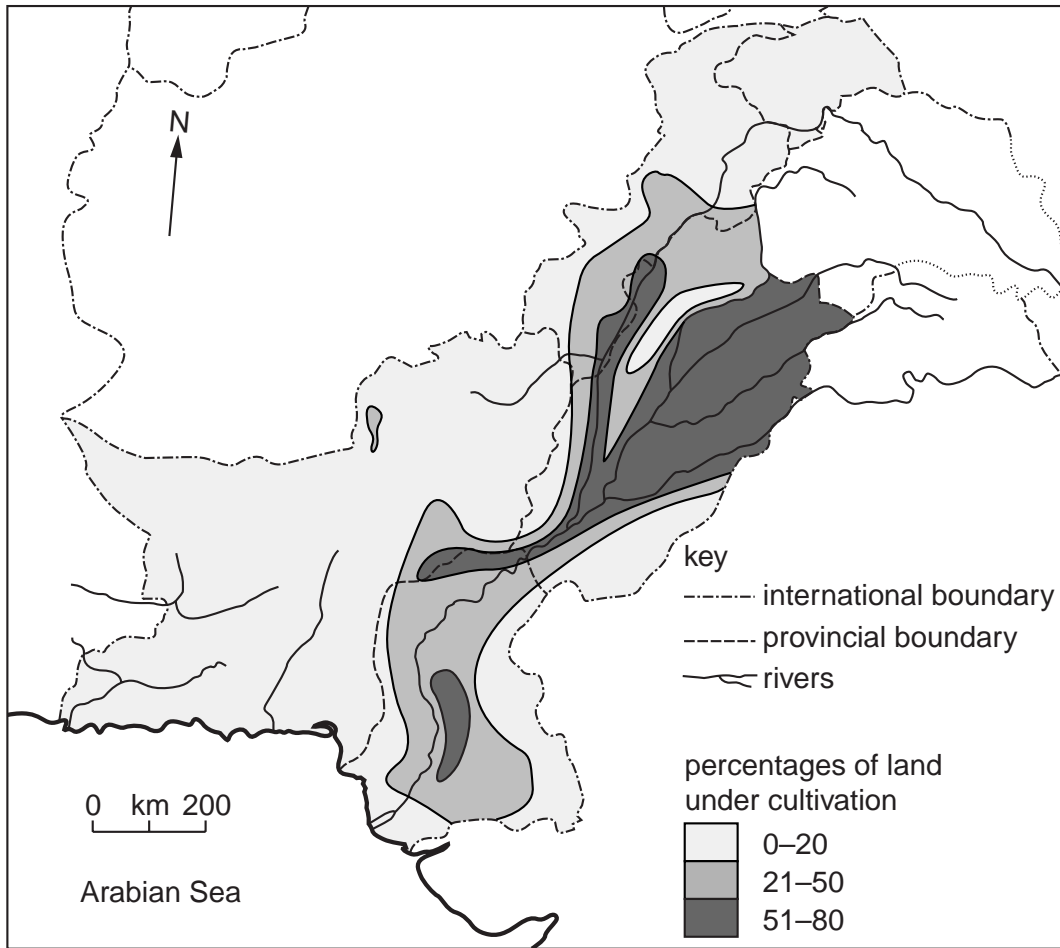 N
key
international boundary
provincial boundary
rivers
0 km 200
Arabian Sea
percentages of land
under cultivation
0–20
21–50
51–80